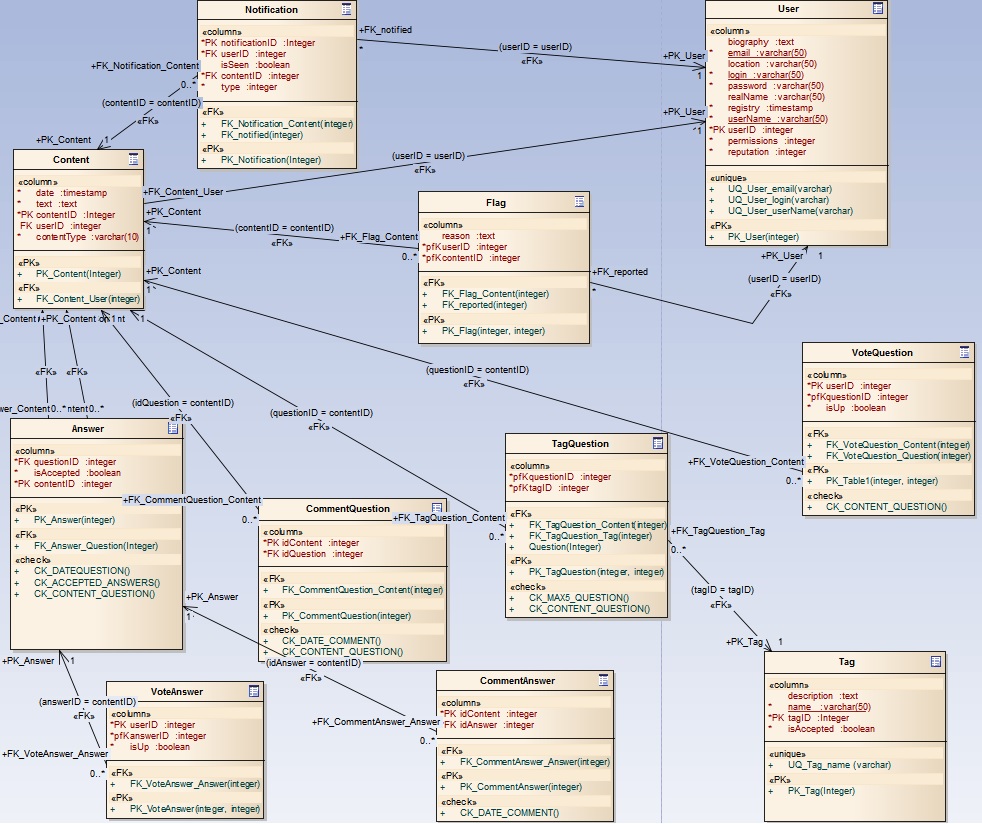 Notification
«column»
*PK notificationID :Integer
*FK userID :integer
isSeen :boolean
*FK contentID :Integer
* type :integer
«FK»
+ FK_Notification_Content(integer)
+ FK_notified(integer)
«PK»
+ PK_Notification(Integer)
User
«column»
biography :text
* email :varchar(50)
location :varchar(50)
* login :varchar(50)
* password :varchar(50)
realName :varchar(50)
* registry :timestamp
* userName :varchar(50)
*PK userID :integer
* permissions :integer
* reputation :integer
«unique»
+ UQ_User_email(varchar)
+ UQ_User_login(varchar)
+ UQ_User_userName(varchar)
«PK»
+ PK_User(integer)
+FK_notified
*
(userID = userID)
«FK»
+PK_User
1
+FK_Notification_Content
0..*
(contentID = contentID)
«FK»
+PK_Content
1
+PK_User
1
(userID = userID)
«FK»
+FK_Content_User
Content
«column»
* date :timestamp
* text :text
*PK contentID :Integer
FK userID :integer
* contentType :varchar(10)
«PK»
+ PK_Content(Integer)
«FK»
+ FK_Content_User(integer)
+PK_Content
1
(contentID = contentID)
«FK»
+FK_Flag_Content
0..*
Flag
«column»
reason :text
*pfKuserID :integer
*pfKcontentID :integer
«FK»
+ FK_Flag_Content(integer)
+ FK_reported(integer)
«PK»
+ PK_Flag(integer, integer)
+FK_reported
*
+PK_User 1
(userID = userID)
«FK»
+PK_Content
1
(questionID = contentID)
«FK»
+FK_VoteQuestion_Content
0..*
VoteQuestion
«column»
*PK userID :integer
*pfKquestionID :integer
* isUp :boolean
«FK»
+ FK_VoteQuestion_Content(integer)
+ FK_VoteQuestion_Question(integer)
«PK»
+ PK_Table1(integer, integer)
«check»
+ CK_CONTENT_QUESTION()
_Content +PK_Content
1
1
«FK»
«FK»
wer_Content0..* ntent0..*
(idQuestion = contentID)
«FK»
(questionID = contentID)
«FK»
Answer
«column»
*FK questionID :integer
* isAccepted :boolean
*PK contentID :integer
«PK»
+ PK_Answer(integer)
«FK»
+ FK_Answer_Question(Integer)
«check»
+ CK_DATEQUESTION()
+ CK_ACCEPTED_ANSWERS()
+ CK_CONTENT_QUESTION()
+FK_CommentQuestion_Content
0..*
CommentQuestion
«column»
*PK idContent :integer
*FK idQuestion :integer
«FK»
+ FK_CommentQuestion_Content(integer)
«PK»
+ PK_CommentQuestion(integer)
«check»
+ CK_DATE_COMMENT()
+ CK_CONTENT_QUESTION()
+FK_TagQuestion_Content
0..*
TagQuestion
«column»
*pfKquestionID :integer
*pfKtagID :integer
«FK»
+ FK_TagQuestion_Content(integer)
+ FK_TagQuestion_Tag(integer)
+ Question(Integer)
«PK»
+ PK_TagQuestion(integer, integer)
«check»
+ CK_MAX5_QUESTION()
+ CK_CONTENT_QUESTION()
+FK_TagQuestion_Tag
0..*
(tagID = tagID)
«FK»
+PK_Tag 1
+PK_Answer
1
(idAnswer = contentID)
«FK»
+FK_CommentAnswer_Answer
0..*
+PK_Answer 1
(answerID = contentID)
«FK»
+FK_VoteAnswer_Answer
0..*
VoteAnswer
«column»
*PK userID :integer
*pfKanswerID :integer
* isUp :boolean
«FK»
+ FK_VoteAnswer_Answer(integer)
«PK»
+ PK_VoteAnswer(integer, integer)
CommentAnswer
«column»
*PK idContent :integer
*FK idAnswer :integer
«FK»
+ FK_CommentAnswer_Answer(integer)
«PK»
+ PK_CommentAnswer(integer)
«check»
+ CK_DATE_COMMENT()
Tag
«column»
description :text
* name :varchar(50)
*PK tagID :Integer
* isAccepted :boolean
«unique»
+ UQ_Tag_name (varchar)
«PK»
+ PK_Tag(Integer)